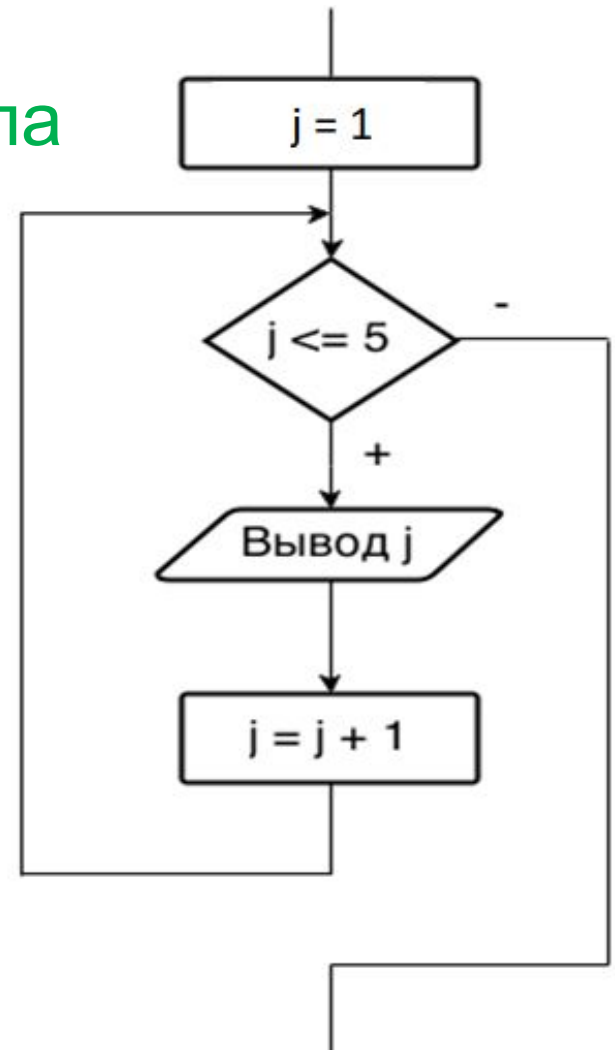 j = 1
j <= 5
-
+
Вывод j
j = j + 1